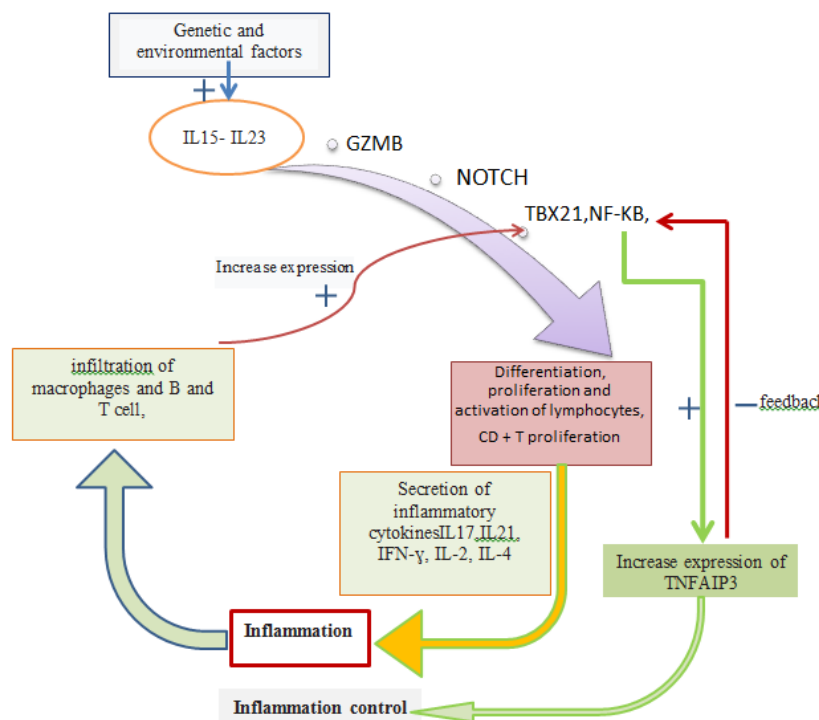 Genetic and
environmental factors
+
IL15- IL23
GZMB
NOTCH
TBX21,NF-KB,
Increase expression
+
infiltration of
macrophages and B and
T cell,
Differentiation,
proliferation and
activation of lymphocytes,
CD + T proliferation
+
— feedback
Secretion of
inflammatory
cytokinesIL17,IL21,
IFN-ɣ, IL-2, IL-4
Increase expression of
TNFAIP3
Inflammation
Inflammation control